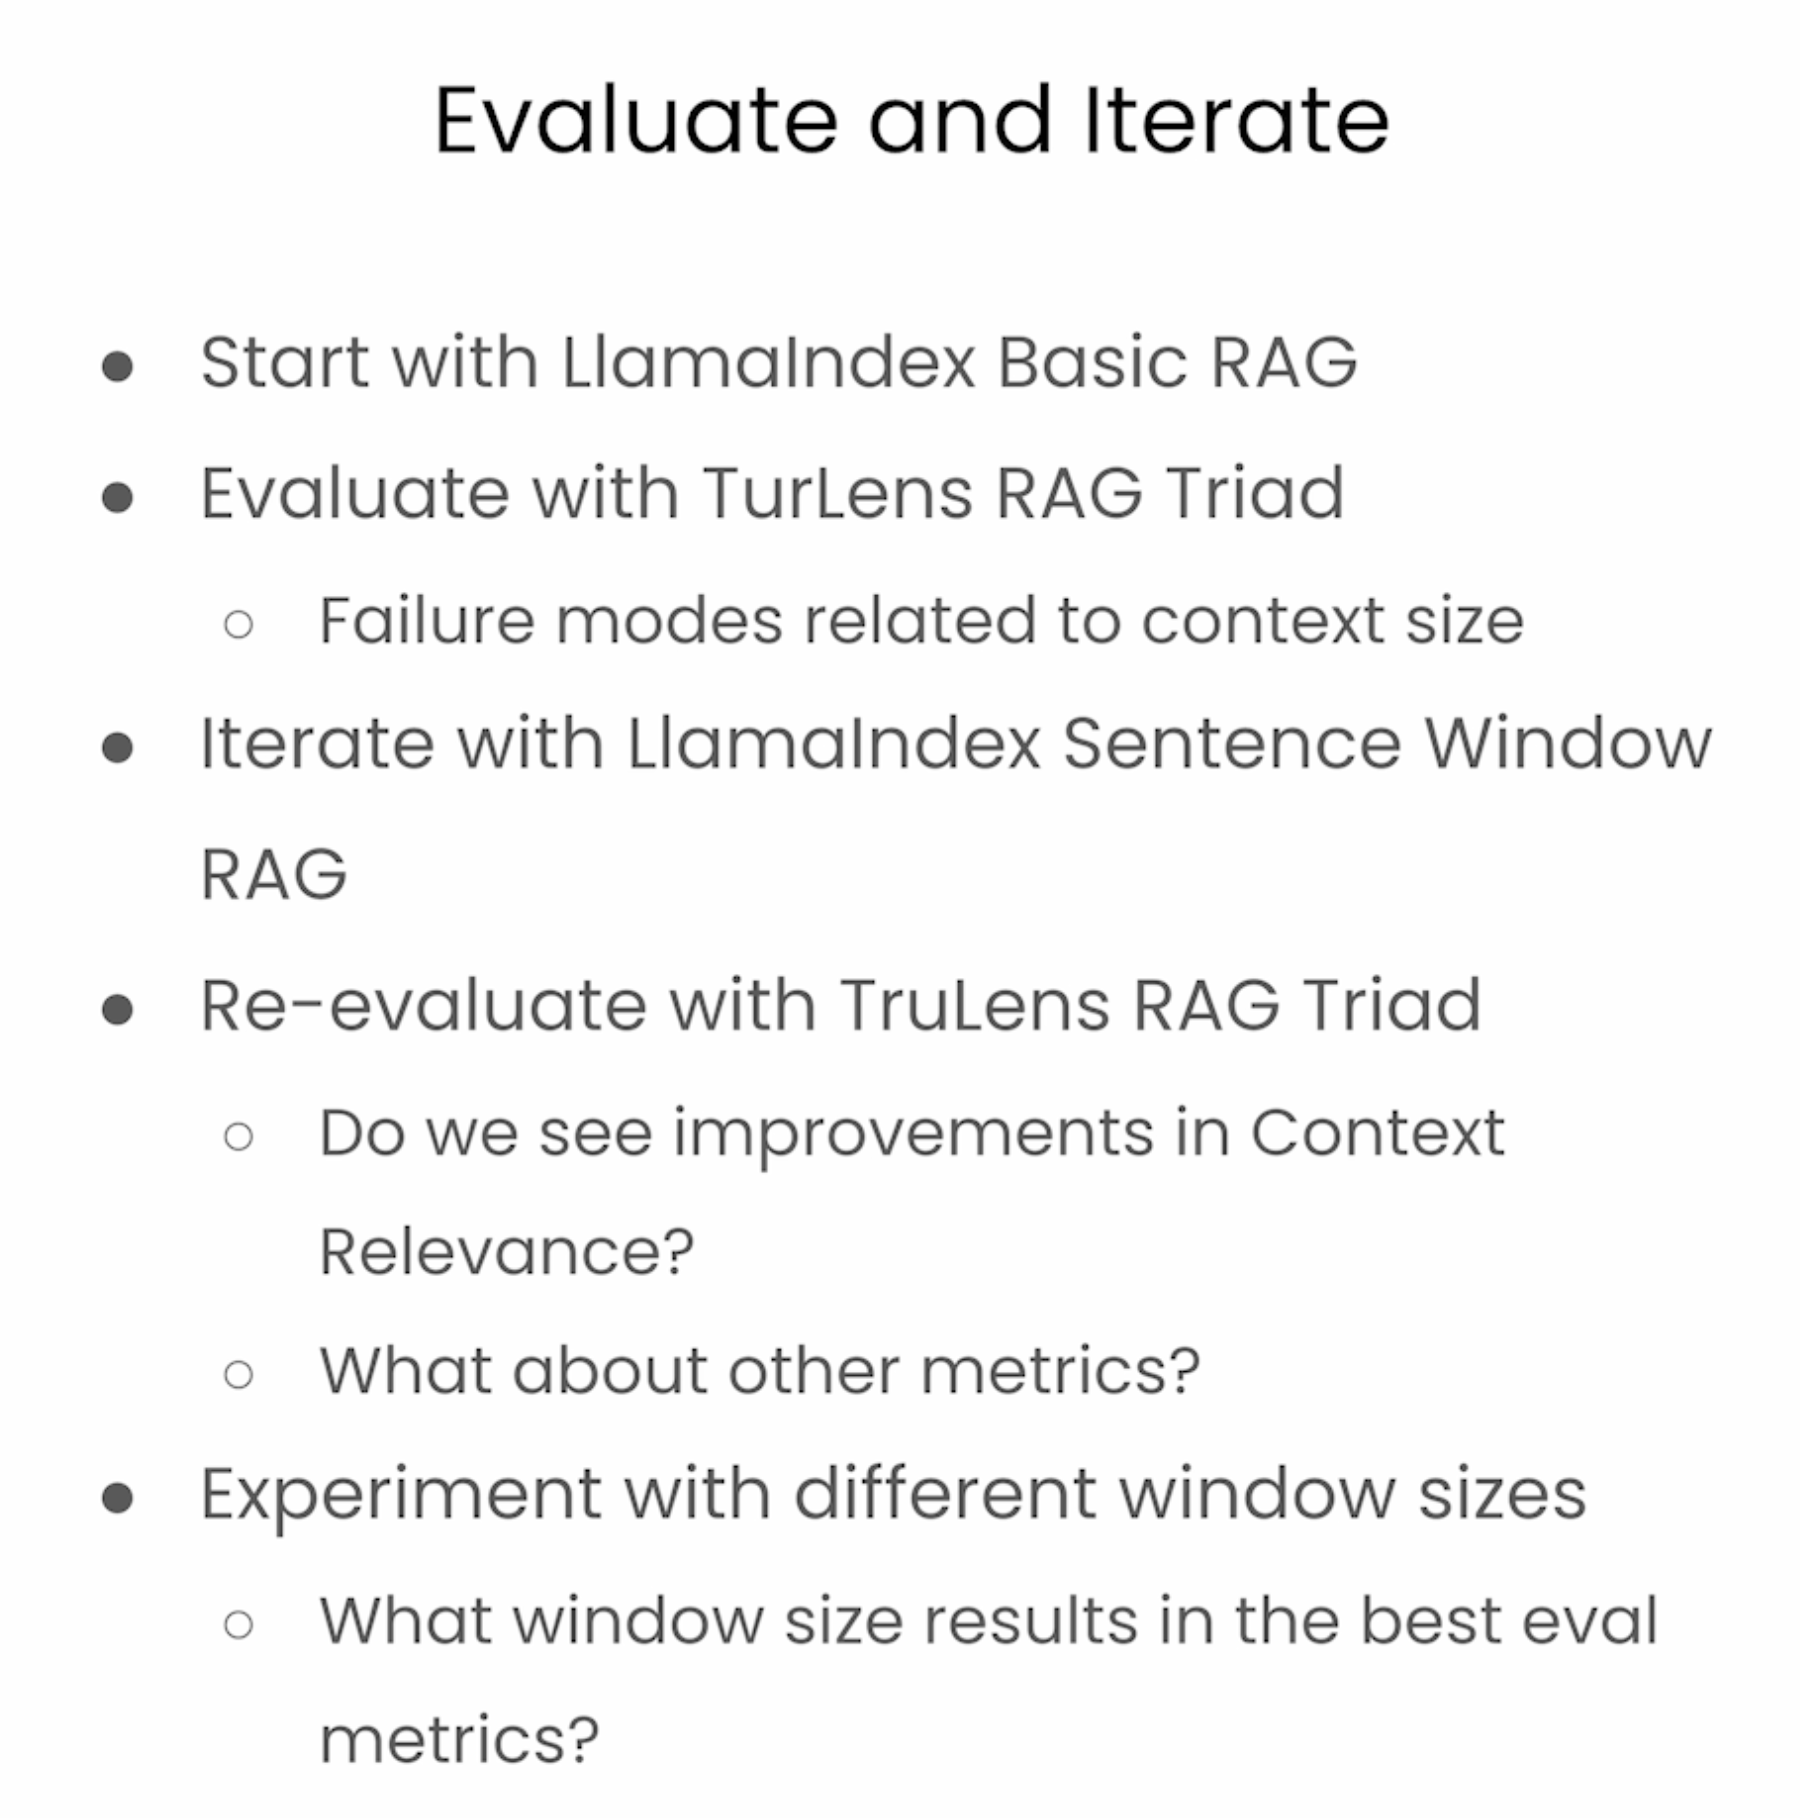 Evaluate and Iterate
● Start with LlamaIndex Basic RAG
● Evaluate with TurLens RAG Triad
○ Failure modes related to context size
● Iterate with LlamaIndex Sentence Window
RAG
● Re-evaluate with TruLens RAG Triad
○ Do we see improvements in Context
Relevance?
○ What about other metrics?
● Experiment with different window sizes
○ What window size results in the best eval
metrics?